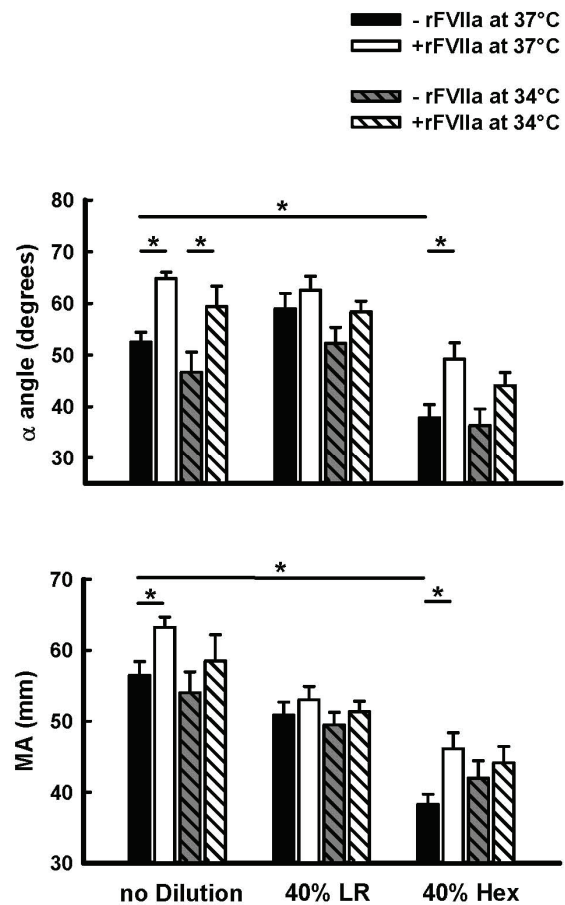 - rFVIIa at 37°C
+rFVIIa at 37°C
- rFVIIa at 34°C
+rFVIIa at 34°C
80
70
60
50
40
30
α angle (degrees)
*
* *
*
70
60
50
40
30
MA (mm)
*
*
*
no Dilution 40% LR 40% Hex